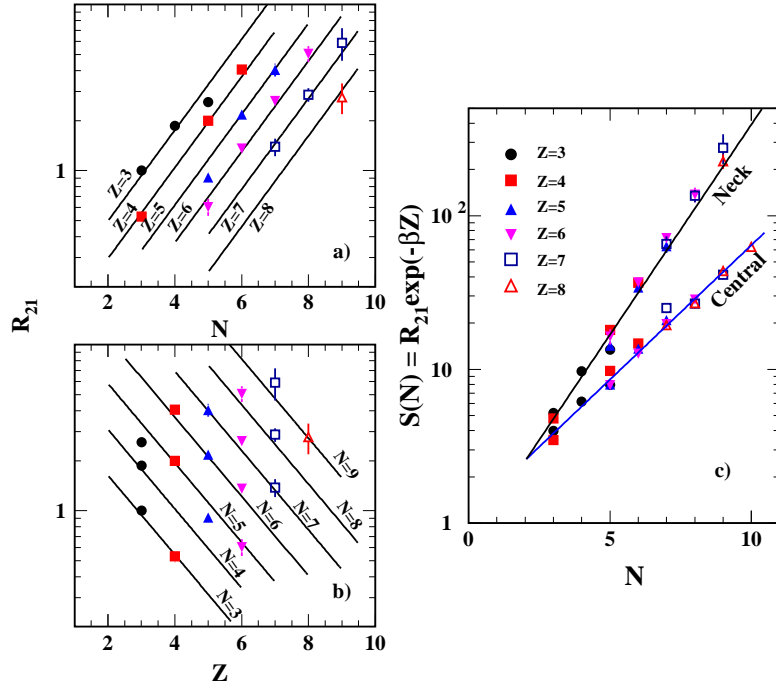 R21
1
Z=3
Z=4
Z=5
Z=6
Z=7
Z=8
a)
2 4 6 8 10
N
1
N=9
N=8
N=7
N=6
N=5
N=4
N=3
b)
2 4 6 8 10
Z
S(N) = R21exp(-βZ)
10²
10
1
Z=3
Z=4
Z=5
Z=6
Z=7
Z=8
Neck
Central
c)
0 5 10
N